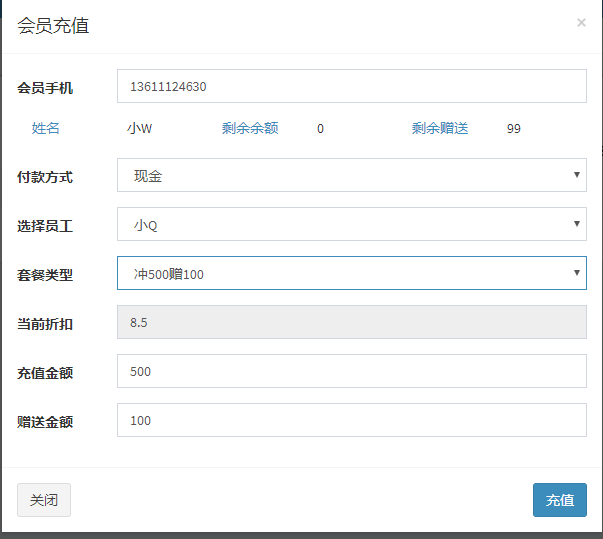 会员充值 ×
会员手机 13611124630
姓名 小W 剩余余额 0 剩余赠送 99
付款方式 现金
选择员工 小Q
套餐类型 冲500赠100
当前折扣 8.5
充值金额 500
赠送金额 100
关闭 充值